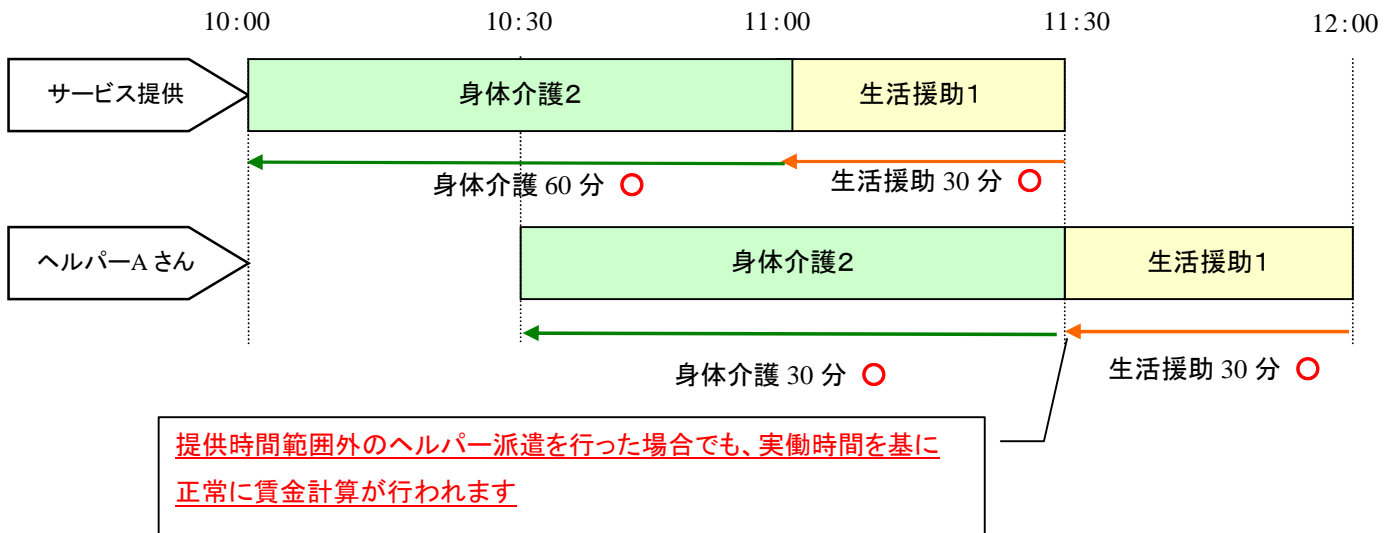 10:00 10:30 11:00 11:30 12:00
サービス提供 身体介護2 生活援助1
身体介護 60 分 生活援助 30 分
ヘルパーA さん 身体介護2 生活援助1
身体介護 30 分 生活援助 30 分
提供時間範囲外のヘルパー派遣を行った場合でも、実働時間を基に
正常に賃金計算が行われます